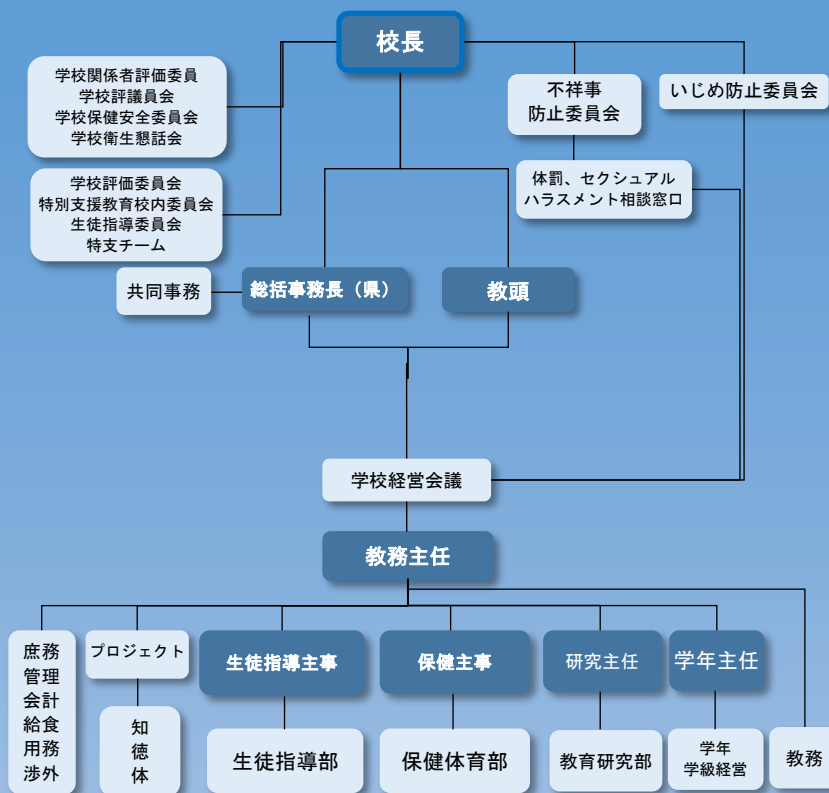 校長
学校関係者評価委員
学校評議員会
学校保健安全委員会
学校衛生懇話会
不祥事
防止委員会
いじめ防止委員会
学校評価委員会
特別支援教育校内委員会
生徒指導委員会
特支チーム
体罰、セクシュアル
ハラスメント相談窓口
共同事務
総括事務長（県）
教頭
学校経営会議
教務主任
庶務
管理
会計
給食
用務
渉外
プロジェクト
知
徳
体
生徒指導主事
生徒指導部
保健主事
保健体育部
研究主任
教育研究部
学年主任
学年
学級経営
教務